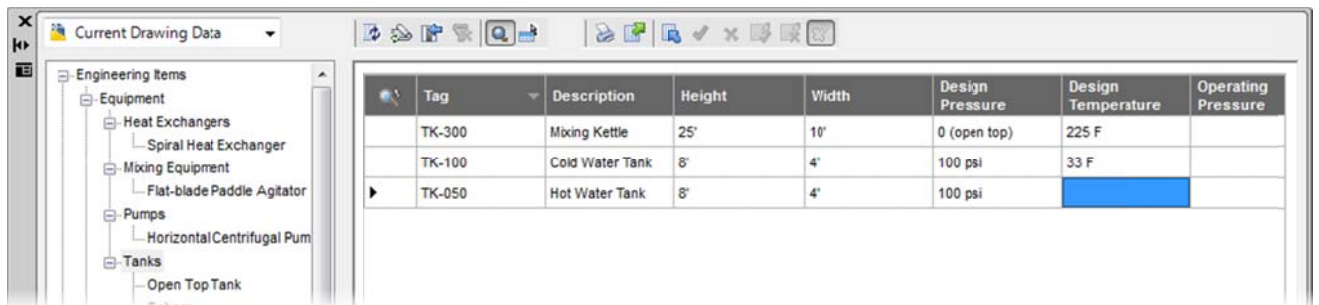 Current Drawing Data
Engineering Items
Equipment
Heat Exchangers
Spiral Heat Exchanger
Mixing Equipment
Flat-blade Paddle Agitator
Pumps
Horizontal Centrifugal Pum
Tanks
Open Top Tank
Tag Description Height Width Design Pressure Design Temperature Operating Pressure
TK-300 Mixing Kettle 25' 10' 0 (open top) 225 F
TK-100 Cold Water Tank 8' 4' 100 psi 33 F
TK-050 Hot Water Tank 8' 4' 100 psi